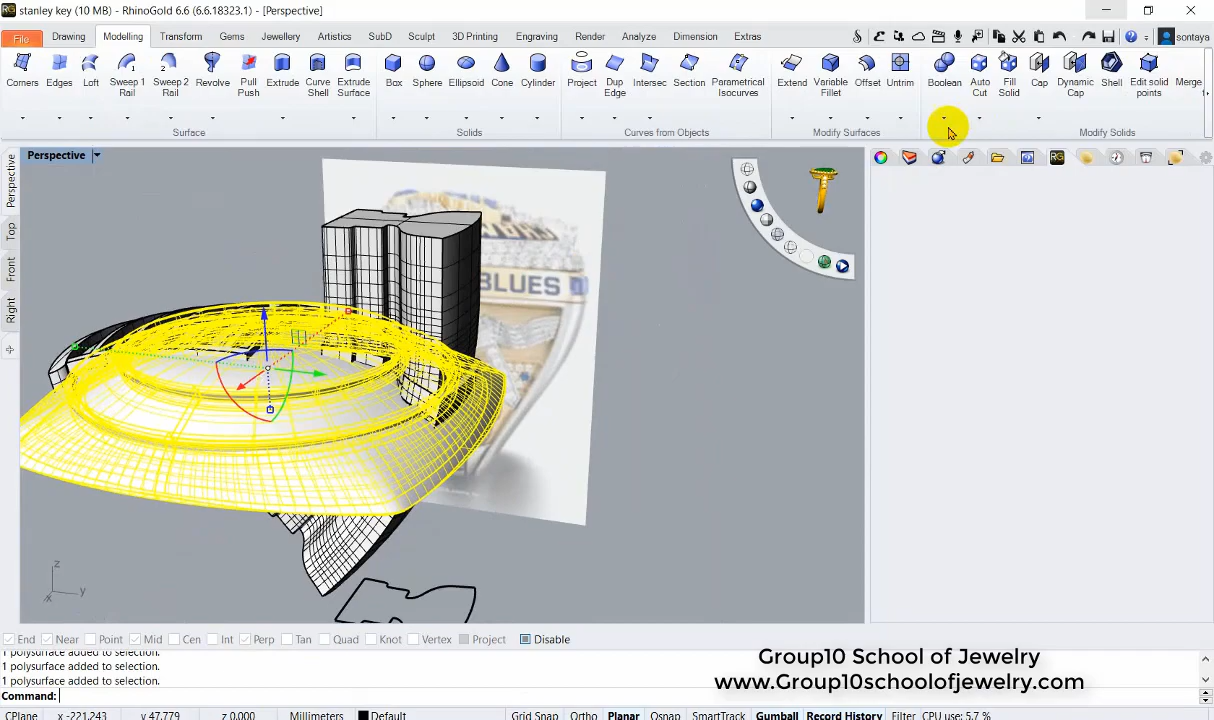 stanley key (10 MB) - RhinoGold 6.6 (6.6.18323.1) - [Perspective]
File Drawing Modelling Transform Gems Jewellery Artistics SubD Sculpt 3D Printing Engraving Render Analyze Dimension Extras sontaya
Corners Edges Loft Sweep 1 Rail Sweep 2 Rail Revolve Pull Push Extrude Curve Shell Extrude Surface Box Sphere Ellipsoid Cone Cylinder Project Dup Edge Intersec Section Parametrical Isocurves Extend Variable Fillet Offset Untrim Boolean Auto Cut Fill Solid Cap Dynamic Cap Shell Edit solid points Merge
Surface Solids Curves from Objects Modify Surfaces Modify Solids
Perspective
Perspective
Top
Front
Right
BLUES
z
y
x
End Near Point Mid Cen Int Perp Tan Quad Knot Vertex Project Disable
1 polysurface added to selection.
1 polysurface added to selection.
1 polysurface added to selection.
Command:
Group10 School of Jewelry
www.Group10schoolofjewelry.com
CPlane x -221.243 y 47.779 z 0.000 Millimeters Default Grid Snap Ortho Planar Osnap SmartTrack Gumball Record History Filter CPU use: 5.7 %